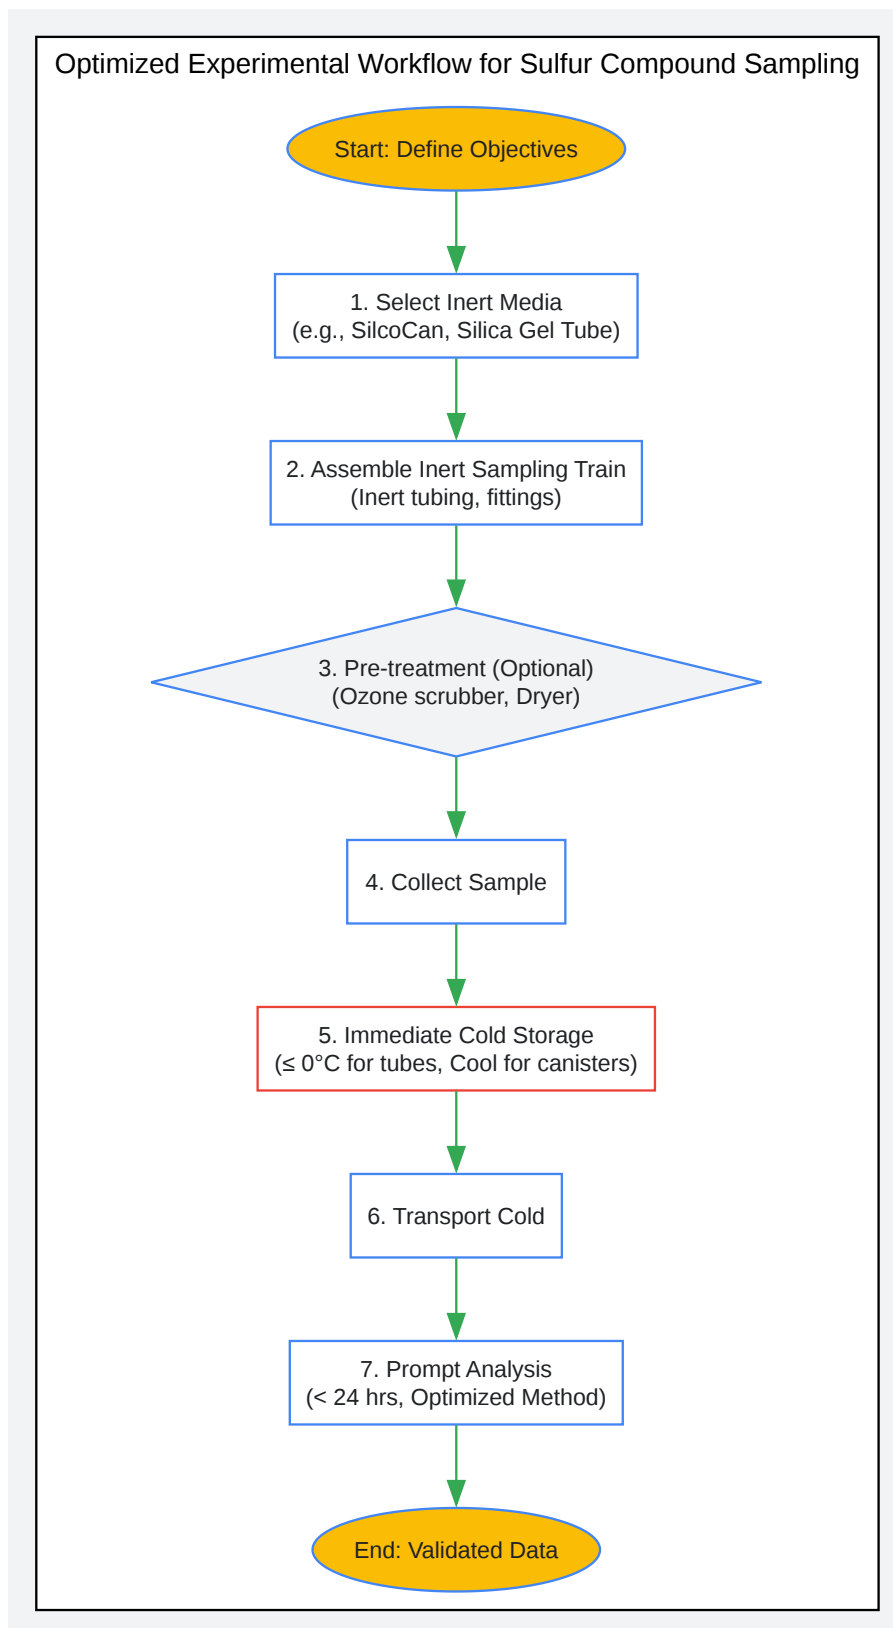 Optimized Experimental Workflow for Sulfur Compound Sampling
Start: Define Objectives
1. Select Inert Media
(e.g., SilcoCan, Silica Gel Tube)
2. Assemble Inert Sampling Train
(Inert tubing, fittings)
3. Pre-treatment (Optional)
(Ozone scrubber, Dryer)
4. Collect Sample
5. Immediate Cold Storage
(≤ 0°C for tubes, Cool for canisters)
6. Transport Cold
7. Prompt Analysis
(< 24 hrs, Optimized Method)
End: Validated Data